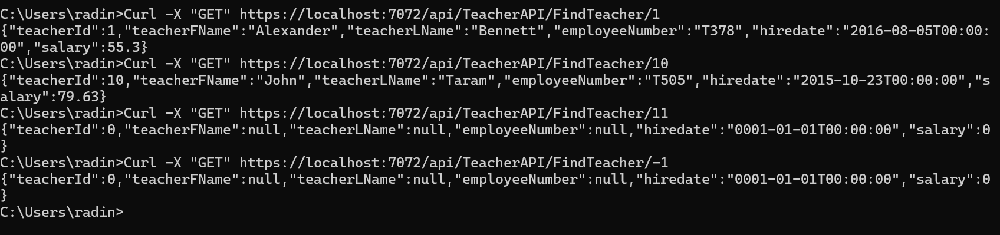 C:\Users\radin>Curl -X "GET" https://localhost:7072/api/TeacherAPI/FindTeacher/1
{"teacherId":1,"teacherFName":"Alexander","teacherLName":"Bennett","employeeNumber":"T378","hiredate":"2016-08-05T00:00:
00","salary":55.3}
C:\Users\radin>Curl -X "GET" https://localhost:7072/api/TeacherAPI/FindTeacher/10
{"teacherId":10,"teacherFName":"John","teacherLName":"Taram","employeeNumber":"T505","hiredate":"2015-10-23T00:00:00","s
alary":79.63}
C:\Users\radin>Curl -X "GET" https://localhost:7072/api/TeacherAPI/FindTeacher/11
{"teacherId":0,"teacherFName":null,"teacherLName":null,"employeeNumber":null,"hiredate":"0001-01-01T00:00:00","salary":0
}
C:\Users\radin>Curl -X "GET" https://localhost:7072/api/TeacherAPI/FindTeacher/-1
{"teacherId":0,"teacherFName":null,"teacherLName":null,"employeeNumber":null,"hiredate":"0001-01-01T00:00:00","salary":0
}
C:\Users\radin>